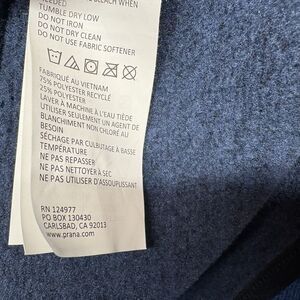 BLEACH WHEN
NEEDED
TUMBLE DRY LOW
DO NOT IRON
DO NOT DRY CLEAN
DO NOT USE FABRIC SOFTENER
FABRIQUÉ AU VIETNAM
75% POLYESTER RECYCLÉ
25% POLYESTER
LAVER À MACHINE À L'EAU TIÈDE
UTILISER SEULEMENT UN AGENT DE
BLANCHIMENT NON CHLORÉ AU
BESOIN
SÉCHAGE PAR CULBUTAGE À BASSE
TEMPÉRATURE
NE PAS REPASSER
NE PAS NETTOYER À SEC
NE PAS UTILISER D'ASSOUPLISSANT
RN 124977
PO BOX 130430
CARLSBAD, CA 92013
www.prana.com